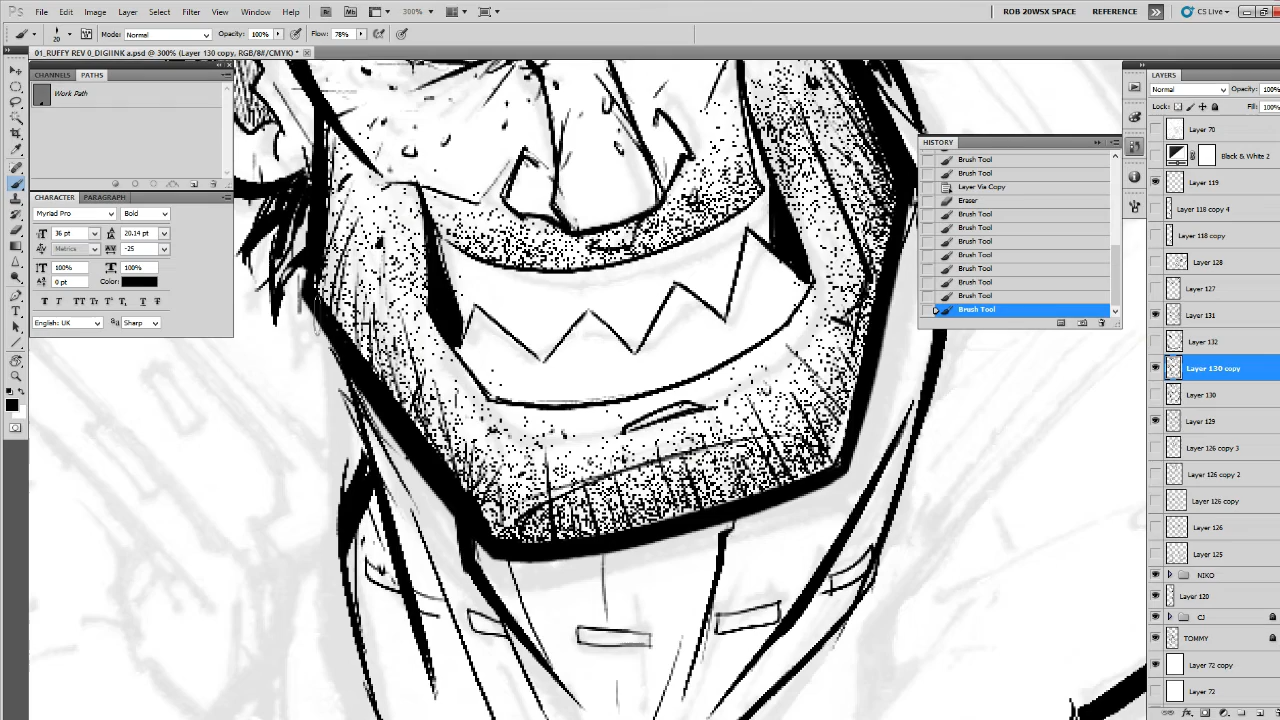 Ps File Edit Image Layer Select Filter View Window Help Br Mb 300% ROB 20WSX SPACE REFERENCE CS Live
20 Mode: Normal Opacity: 100% Flow: 78%
01_RUFFY REV 0_DIGIINK a.psd @ 300% (Layer 130 copy, RGB/8#/CMYK) *
CHANNELS PATHS
Work Path
CHARACTER PARAGRAPH
Myriad Pro Bold
36 pt 20.14 pt
Metrics -25
100% 100%
0 pt Color:
English: UK Sharp
HISTORY
Brush Tool
Brush Tool
Layer Via Copy
Eraser
Brush Tool
Brush Tool
Brush Tool
Brush Tool
Brush Tool
Brush Tool
Brush Tool
Brush Tool
LAYERS
Normal Opacity: 100%
Lock: Fill: 100%
Layer 70
Black & White 2
Layer 119
Layer 118 copy 4
Layer 118 copy
Layer 128
Layer 127
Layer 131
Layer 132
Layer 130 copy
Layer 130
Layer 129
Layer 126 copy 3
Layer 126 copy 2
Layer 126 copy
Layer 126
Layer 125
NIKO
Layer 120
CJ
TOMMY
Layer 72 copy
Layer 72